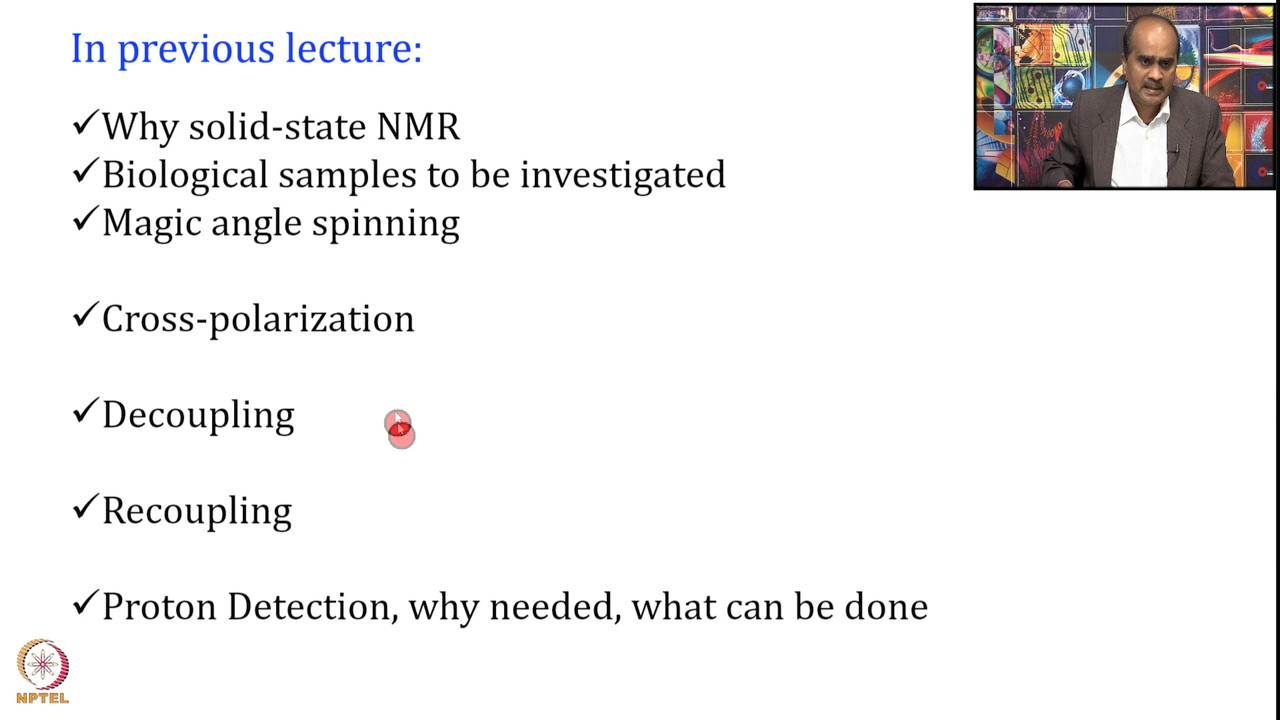 In previous lecture:
✓Why solid-state NMR
✓Biological samples to be investigated
✓Magic angle spinning
✓Cross-polarization
✓Decoupling
✓Recoupling
✓Proton Detection, why needed, what can be done
NPTEL